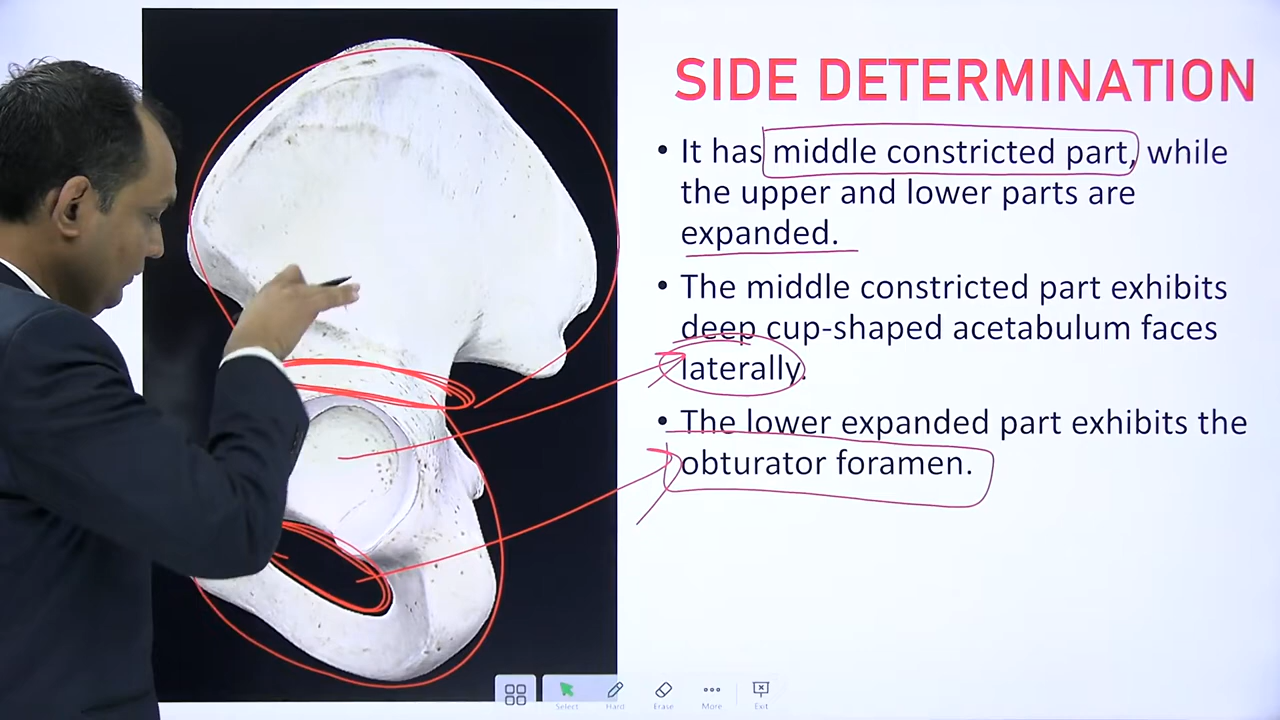 SIDE DETERMINATION
• It has middle constricted part, while
the upper and lower parts are
expanded.
• The middle constricted part exhibits
deep cup-shaped acetabulum faces
laterally.
• The lower expanded part exhibits the
obturator foramen.
Select Hard Erase More Exit